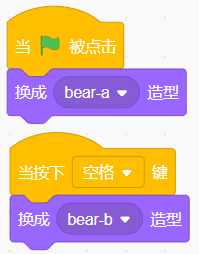 当 被点击
换成 bear-a 造型
当按下 空格 键
换成 bear-b 造型